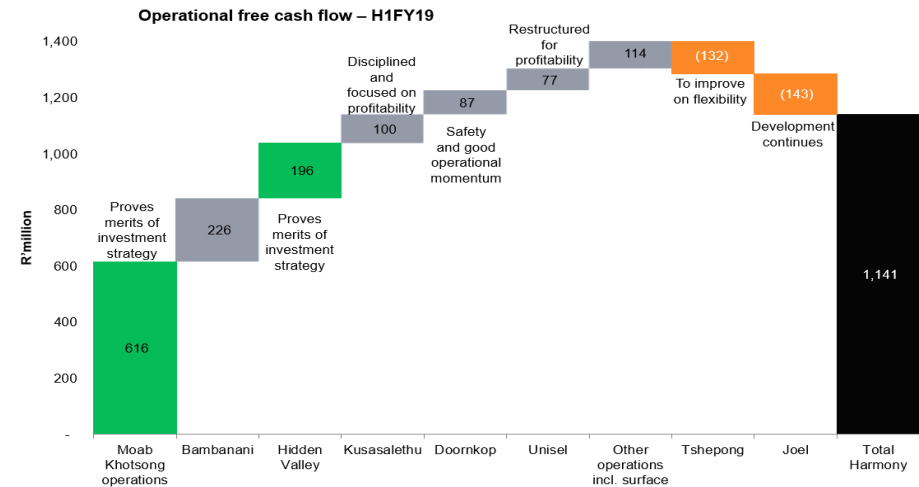 Operational free cash flow – H1FY19
R'million
1,400
1,200
1,000
800
600
400
200
-
Proves
merits of
investment
strategy
616
226
196
Proves
merits of
investment
strategy
Disciplined
and
focused on
profitability
100
87
Safety
and good
operational
momentum
Restructured
for
profitability
77
114
(132)
To improve
on flexibility
(143)
Development
continues
1,141
Moab
Khotsong
operations
Bambanani
Hidden
Valley
Kusasalethu
Doornkop
Unisel
Other
operations
incl. surface
Tshepong
Joel
Total
Harmony